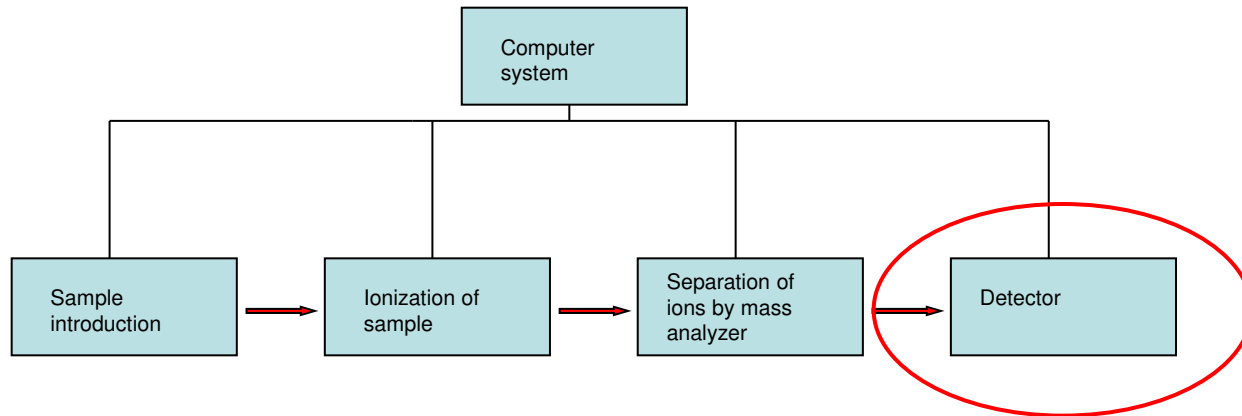 Computer
system
Sample
introduction
Ionization of
sample
Separation of
ions by mass
analyzer
Detector